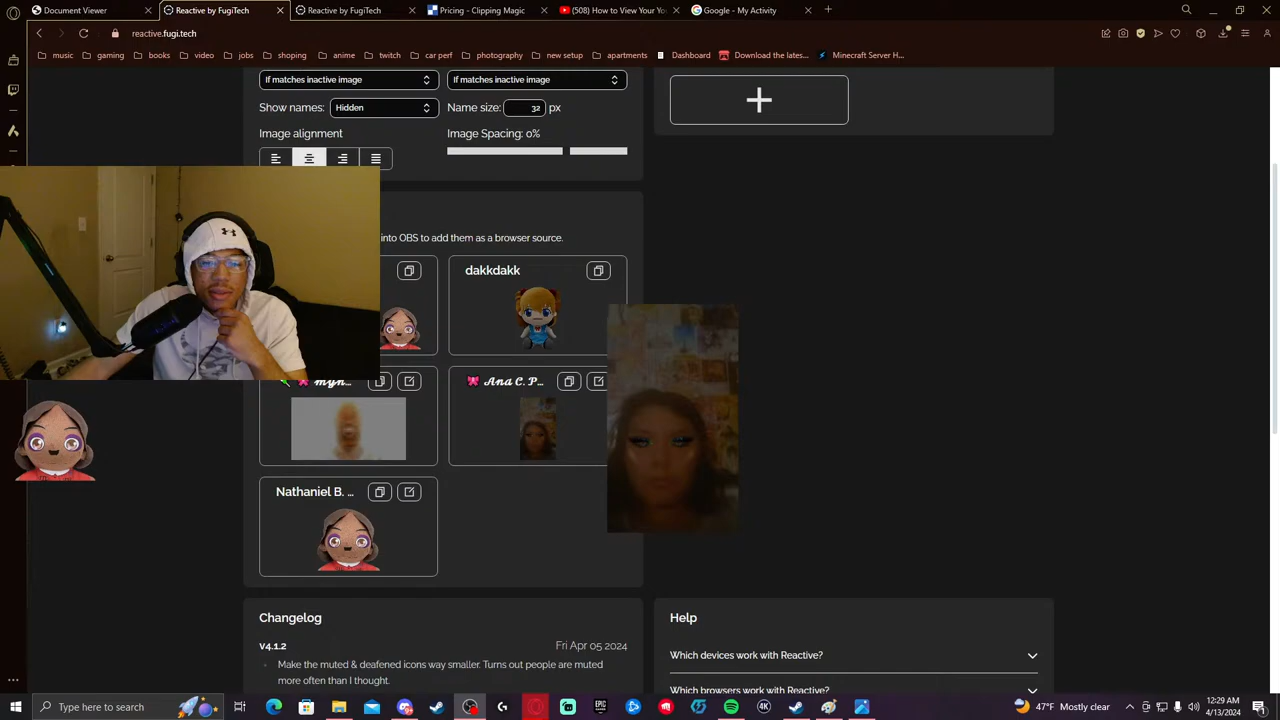 Document Viewer
Reactive by FugiTech
Reactive by FugiTech
Pricing - Clipping Magic
(508) How to View Your Yo
Google - My Activity
reactive.fugi.tech
music
gaming
books
video
jobs
shoping
anime
twitch
car perf
photography
new setup
apartments
Dashboard
Download the lates...
Minecraft Server H...
If matches inactive image
If matches inactive image
Show names:
Hidden
Name size:
32
px
Image alignment
Image Spacing: 0%
into OBS to add them as a browser source.
dakkdakk
Ana C. P...
Nathaniel B. ...
Changelog
v4.1.2
Fri Apr 05 2024
Make the muted & deafened icons way smaller. Turns out people are muted
more often than I thought.
Help
Which devices work with Reactive?
Which browsers work with Reactive?
Type here to search
47°F Mostly clear
12:29 AM
4/13/2024